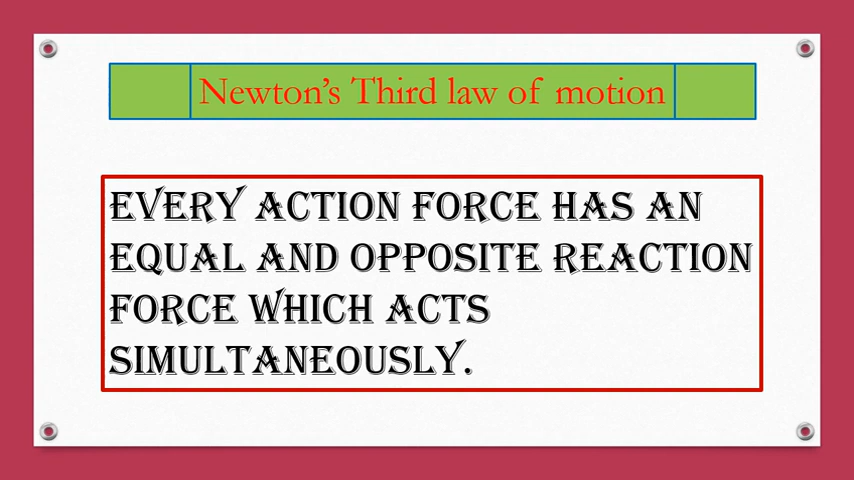 Newton's Third law of motion
EVERY ACTION FORCE HAS AN
EQUAL AND OPPOSITE REACTION
FORCE WHICH ACTS
SIMULTANEOUSLY.